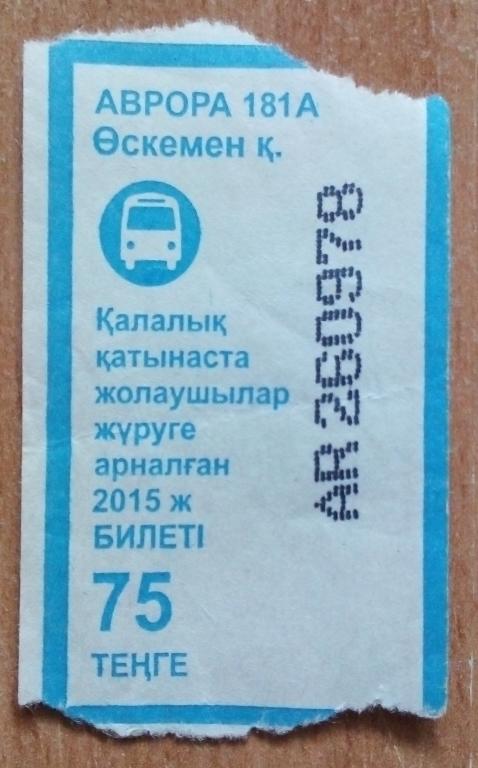 АВРОРА 181А
Өскемен қ.
Қалалық
қатынаста
жолаушылар
жүруге
арналған
2015 ж
БИЛЕТІ
75
ТЕҢГЕ
AR 260978